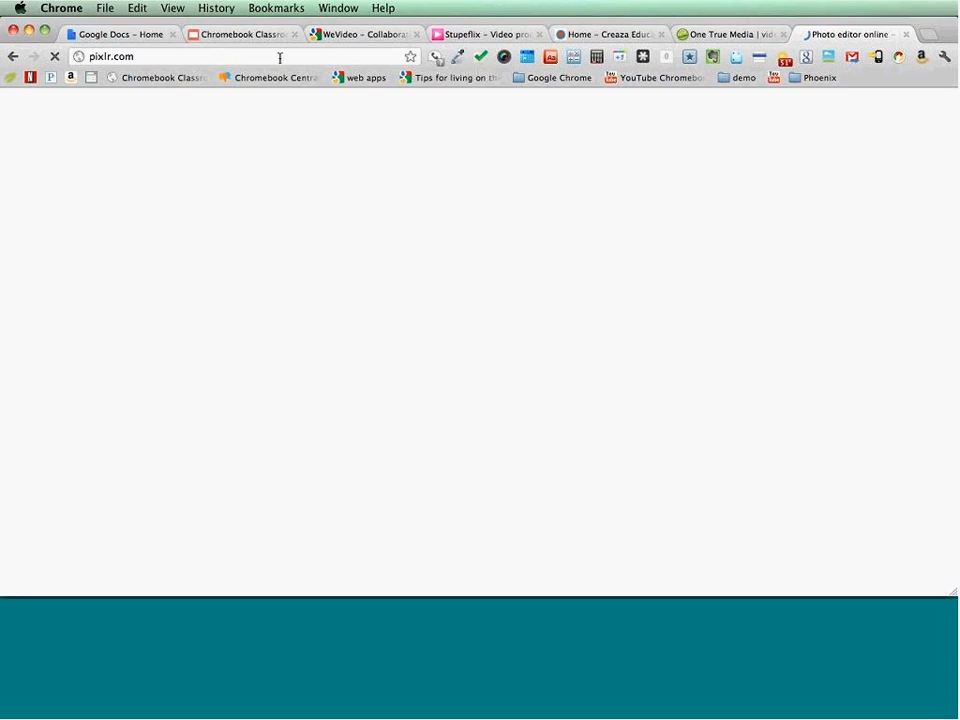 Chrome File Edit View History Bookmarks Window Help
Google Docs – Home Chromebook Classro WeVideo – Collaborat Stupeflix – Video pro Home – Creaza Educ One True Media | vid Photo editor online –
pixlr.com
Chromebook Classr Chromebook Centra web apps Tips for living on th Google Chrome YouTube Chromebo demo Phoenix